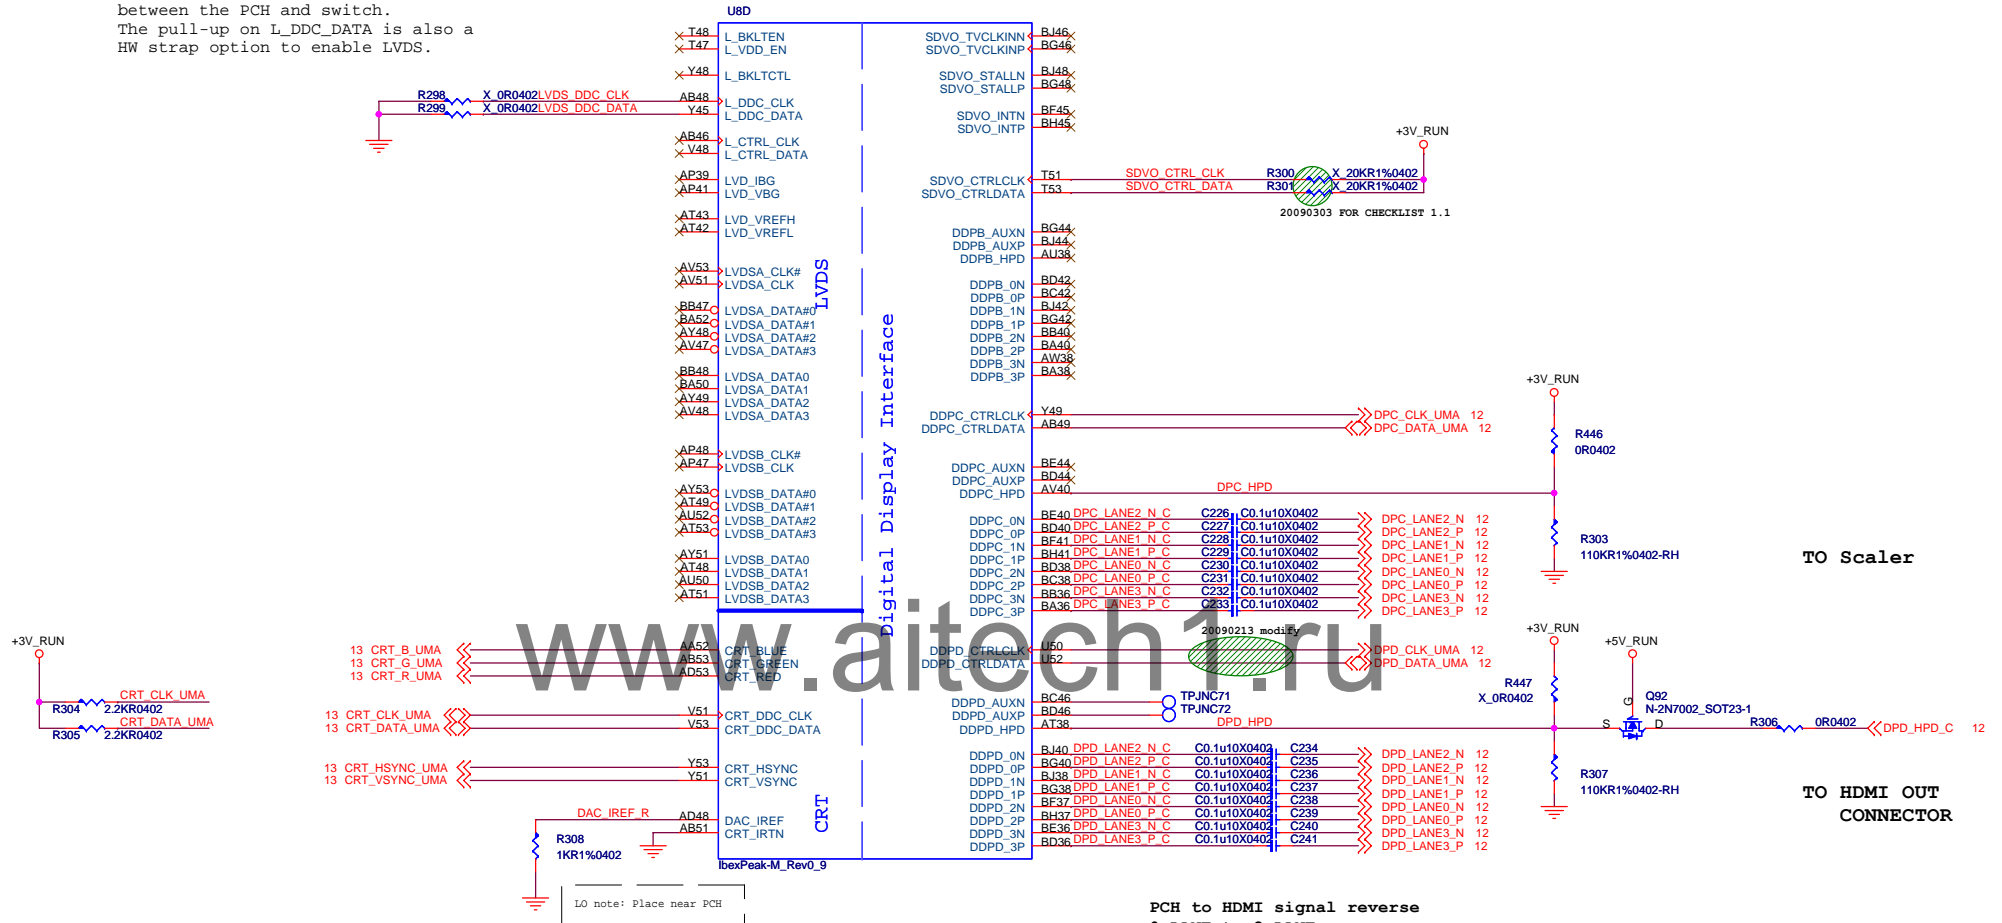 between the PCH and switch.
The pull-up on L_DDC_DATA is also a
HW strap option to enable LVDS.
U8D
T48 L_BKLTEN
T47 L_VDD_EN
Y48 L_BKLTCTL
R298 X_0R0402 LVDS_DDC_CLK AB48 L_DDC_CLK
R299 X_0R0402 LVDS_DDC_DATA Y45 L_DDC_DATA
AB46 L_CTRL_CLK
V48 L_CTRL_DATA
AP39 LVD_IBG
AP41 LVD_VBG
AT43 LVD_VREFH
AT42 LVD_VREFL
AV53 LVDSA_CLK#
AV51 LVDSA_CLK
BB47 LVDSA_DATA#0
BA52 LVDSA_DATA#1
AY48 LVDSA_DATA#2
AV47 LVDSA_DATA#3
BB48 LVDSA_DATA0
BA50 LVDSA_DATA1
AY49 LVDSA_DATA2
AV48 LVDSA_DATA3
AP48 LVDSB_CLK#
AP47 LVDSB_CLK
AY53 LVDSB_DATA#0
AT49 LVDSB_DATA#1
AU52 LVDSB_DATA#2
AT53 LVDSB_DATA#3
AY51 LVDSB_DATA0
AT48 LVDSB_DATA1
AU50 LVDSB_DATA2
AT51 LVDSB_DATA3
LVDS
Digital Display Interface
SDVO_TVCLKINN BJ46
SDVO_TVCLKINP BG46
SDVO_STALLN BJ48
SDVO_STALLP BG48
SDVO_INTN BF45
SDVO_INTP BH45
+3V_RUN
SDVO_CTRLCLK T51 SDVO_CTRL_CLK R300 X_20KR1%0402
SDVO_CTRLDATA T53 SDVO_CTRL_DATA R301 X_20KR1%0402
20090303 FOR CHECKLIST 1.1
DDPB_AUXN BG44
DDPB_AUXP BJ44
DDPB_HPD AU38
DDPB_0N BD42
DDPB_0P BC42
DDPB_1N BJ42
DDPB_1P BG42
DDPB_2N BB40
DDPB_2P BA40
DDPB_3N AW38
DDPB_3P BA38
+3V_RUN
DDPC_CTRLCLK Y49 DPC_CLK_UMA 12
DDPC_CTRLDATA AB49 DPC_DATA_UMA 12
R446
0R0402
DDPC_AUXN BE44
DDPC_AUXP BD44
DDPC_HPD AV40 DPC_HPD
DDPC_0N BE40 DPC_LANE2_N_C C226 C0.1u10X0402 DPC_LANE2_N 12
DDPC_0P BD40 DPC_LANE2_P_C C227 C0.1u10X0402 DPC_LANE2_P 12
DDPC_1N BF41 DPC_LANE1_N_C C228 C0.1u10X0402 DPC_LANE1_N 12
DDPC_1P BH41 DPC_LANE1_P_C C229 C0.1u10X0402 DPC_LANE1_P 12
DDPC_2N BD38 DPC_LANE0_N_C C230 C0.1u10X0402 DPC_LANE0_N 12
DDPC_2P BC38 DPC_LANE0_P_C C231 C0.1u10X0402 DPC_LANE0_P 12
DDPC_3N BB36 DPC_LANE3_N_C C232 C0.1u10X0402 DPC_LANE3_N 12
DDPC_3P BA36 DPC_LANE3_P_C C233 C0.1u10X0402 DPC_LANE3_P 12
R303
110KR1%0402-RH
TO Scaler
www.aitech1.ru
20090213 modify
+3V_RUN
CRT_CLK_UMA
R304 2.2KR0402
CRT_DATA_UMA
R305 2.2KR0402
13 CRT_B_UMA AA52 CRT_BLUE
13 CRT_G_UMA AB53 CRT_GREEN
13 CRT_R_UMA AD53 CRT_RED
13 CRT_CLK_UMA V51 CRT_DDC_CLK
13 CRT_DATA_UMA V53 CRT_DDC_DATA
13 CRT_HSYNC_UMA Y53 CRT_HSYNC
13 CRT_VSYNC_UMA Y51 CRT_VSYNC
DAC_IREF_R AD48 DAC_IREF
AB51 CRT_IRTN
R308
1KR1%0402
CRT
DDPD_CTRLCLK U50 DPD_CLK_UMA 12
DDPD_CTRLDATA U52 DPD_DATA_UMA 12
DDPD_AUXN BC46 TPJNC71
DDPD_AUXP BD46 TPJNC72
DDPD_HPD AT38 DPD_HPD
+3V_RUN
+5V_RUN
R447
X_0R0402
G
Q92
N-2N7002_SOT23-1
S
D
R306 0R0402 DPD_HPD_C 12
DDPD_0N BJ40 DPD_LANE2_N_C C0.1u10X0402 C234 DPD_LANE2_N 12
DDPD_0P BG40 DPD_LANE2_P_C C0.1u10X0402 C235 DPD_LANE2_P 12
DDPD_1N BJ38 DPD_LANE1_N_C C0.1u10X0402 C236 DPD_LANE1_N 12
DDPD_1P BG38 DPD_LANE1_P_C C0.1u10X0402 C237 DPD_LANE1_P 12
DDPD_2N BF37 DPD_LANE0_N_C C0.1u10X0402 C238 DPD_LANE0_N 12
DDPD_2P BH37 DPD_LANE0_P_C C0.1u10X0402 C239 DPD_LANE0_P 12
DDPD_3N BE36 DPD_LANE3_N_C C0.1u10X0402 C240 DPD_LANE3_N 12
DDPD_3P BD36 DPD_LANE3_P_C C0.1u10X0402 C241 DPD_LANE3_P 12
R307
110KR1%0402-RH
TO HDMI OUT
CONNECTOR
IbexPeak-M_Rev0_9
LO note: Place near PCH
PCH to HDMI signal reverse